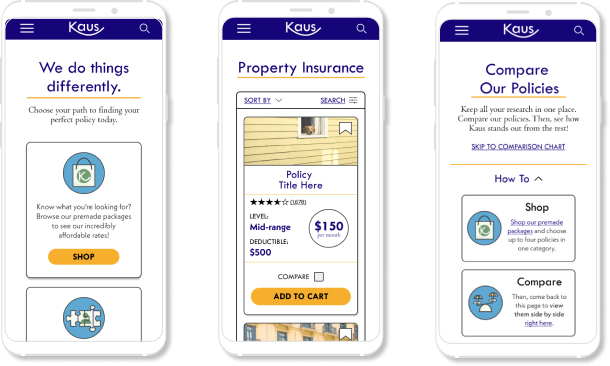 Kaus
We do things
differently.
Choose your path to finding your
perfect policy today.
K
Know what you're looking for?
Browse our premade packages
to see our incredibly
affordable rates!
SHOP
Kaus
Property Insurance
SORT BY
SEARCH
Policy
Title Here
(1,678)
LEVEL:
Mid-range
DEDUCTIBLE:
$500
$150
per month
COMPARE
ADD TO CART
Kaus
Compare
Our Policies
Keep all your research in one place.
Compare our policies. Then, see how
Kaus stands out from the rest!
SKIP TO COMPARISON CHART
How To
K
Shop
Shop our premade
packages and choose
up to four policies in
one category.
Compare
Then, come back to
this page to view
them side by side
right here.